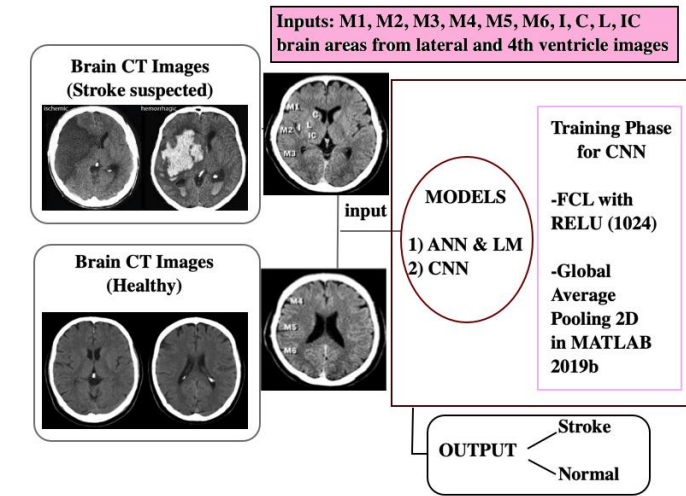 Inputs: M1, M2, M3, M4, M5, M6, I, C, L, IC
brain areas from lateral and 4th ventricle images
Brain CT Images
(Stroke suspected)
ischemic
hemorrhagic
M1
C
M2
I
L
IC
M3
input
Brain CT Images
(Healthy)
M4
M5
M6
MODELS
1) ANN & LM
2) CNN
Training Phase
for CNN
-FCL with
RELU (1024)
-Global
Average
Pooling 2D
in MATLAB
2019b
OUTPUT
Stroke
Normal